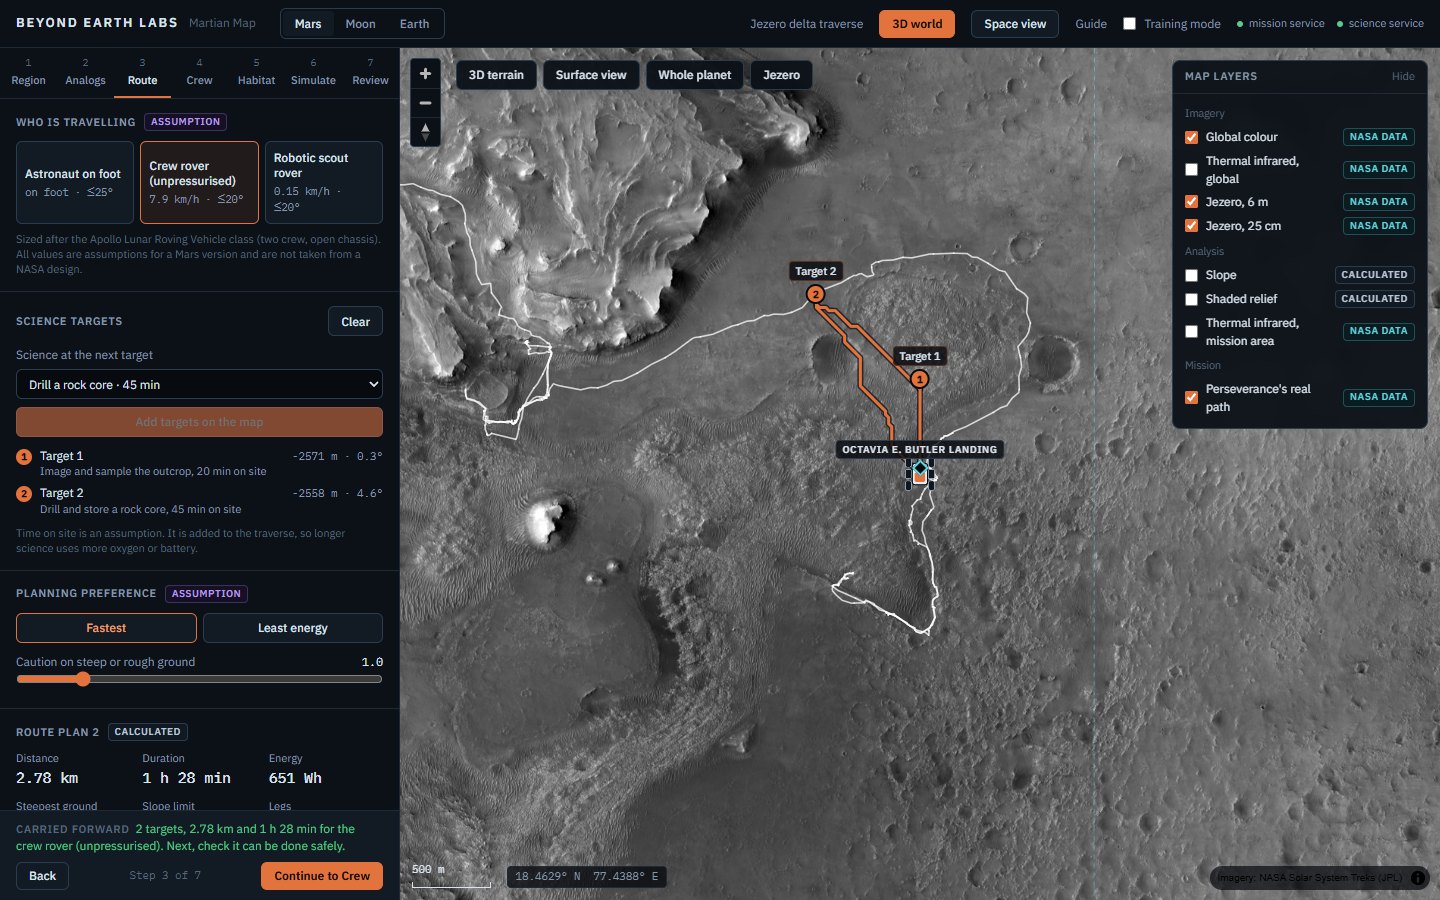 BEYOND EARTH LABS Martian Map
Mars Moon Earth
Jezero delta traverse 3D world Space view Guide Training mode mission service science service
1 2 3 4 5 6 7
Region Analogs Route Crew Habitat Simulate Review
WHO IS TRAVELLING ASSUMPTION
Astronaut on foot
on foot · ≤25°
Crew rover
(unpressurised)
7.9 km/h · ≤20°
Robotic scout
rover
0.15 km/h ·
≤20°
Sized after the Apollo Lunar Roving Vehicle class (two crew, open chassis).
All values are assumptions for a Mars version and are not taken from a
NASA design.
SCIENCE TARGETS Clear
Science at the next target
Drill a rock core · 45 min
Add targets on the map
1 Target 1 -2571 m · 0.3°
Image and sample the outcrop, 20 min on site
2 Target 2 -2558 m · 4.6°
Drill and store a rock core, 45 min on site
Time on site is an assumption. It is added to the traverse, so longer
science uses more oxygen or battery.
PLANNING PREFERENCE ASSUMPTION
Fastest Least energy
Caution on steep or rough ground 1.0
ROUTE PLAN 2 CALCULATED
Distance Duration Energy
2.78 km 1 h 28 min 651 Wh
Steepest ground Slope limit Legs
CARRIED FORWARD 2 targets, 2.78 km and 1 h 28 min for the
crew rover (unpressurised). Next, check it can be done safely.
Back Step 3 of 7 Continue to Crew
3D terrain Surface view Whole planet Jezero
Target 2
2
Target 1
1
OCTAVIA E. BUTLER LANDING
500 m
18.4629° N 77.4388° E
MAP LAYERS Hide
Imagery
Global colour NASA DATA
Thermal infrared,
global NASA DATA
Jezero, 6 m NASA DATA
Jezero, 25 cm NASA DATA
Analysis
Slope CALCULATED
Shaded relief CALCULATED
Thermal infrared,
mission area NASA DATA
Mission
Perseverance's real
path NASA DATA
Imagery: NASA Solar System Treks (JPL)